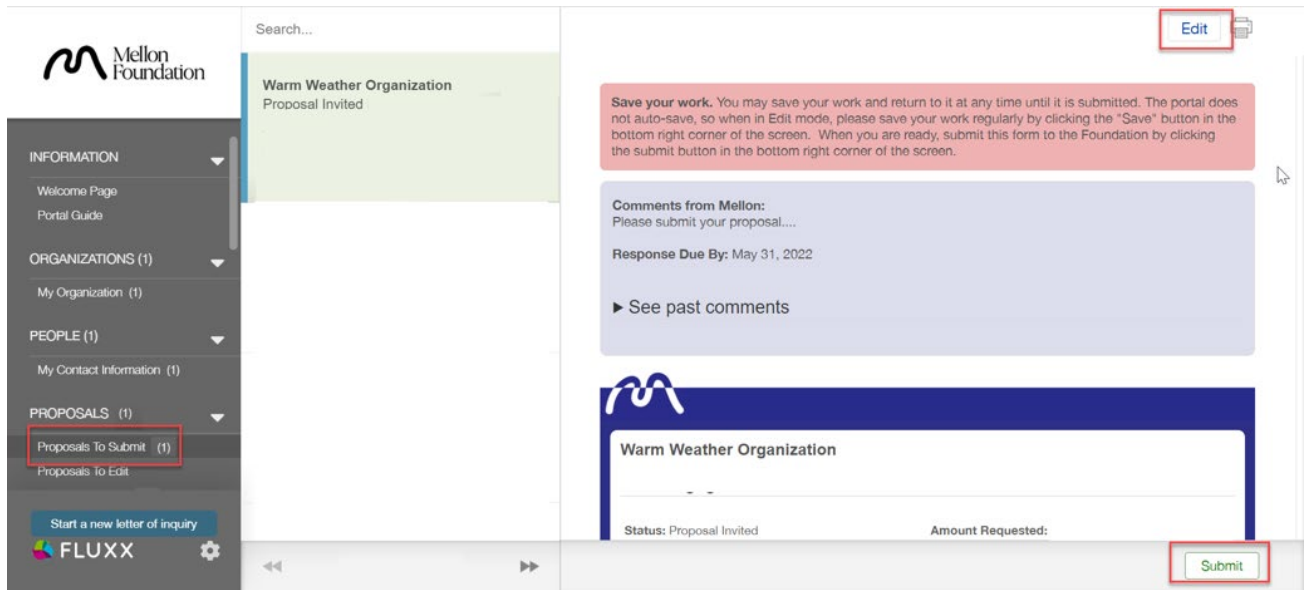 Mellon
Foundation
INFORMATION
Welcome Page
Portal Guide
ORGANIZATIONS (1)
My Organization (1)
PEOPLE (1)
My Contact Information (1)
PROPOSALS (1)
Proposals To Submit (1)
Proposals To Edit
Start a new letter of inquiry
FLUXX
Search...
Warm Weather Organization
Proposal Invited
Edit
Save your work. You may save your work and return to it at any time until it is submitted. The portal does
not auto-save, so when in Edit mode, please save your work regularly by clicking the "Save" button in the
bottom right corner of the screen. When you are ready, submit this form to the Foundation by clicking
the submit button in the bottom right corner of the screen.
Comments from Mellon:
Please submit your proposal....
Response Due By: May 31, 2022
See past comments
Warm Weather Organization
Status: Proposal Invited Amount Requested:
Submit